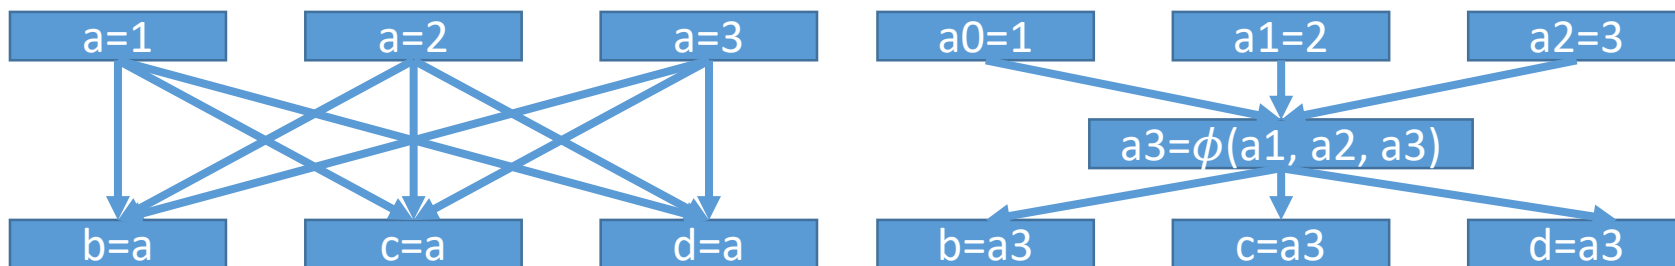 a=1 a=2 a=3 a0=1 a1=2 a2=3
a3=ϕ(a1, a2, a3)
b=a c=a d=a b=a3 c=a3 d=a3